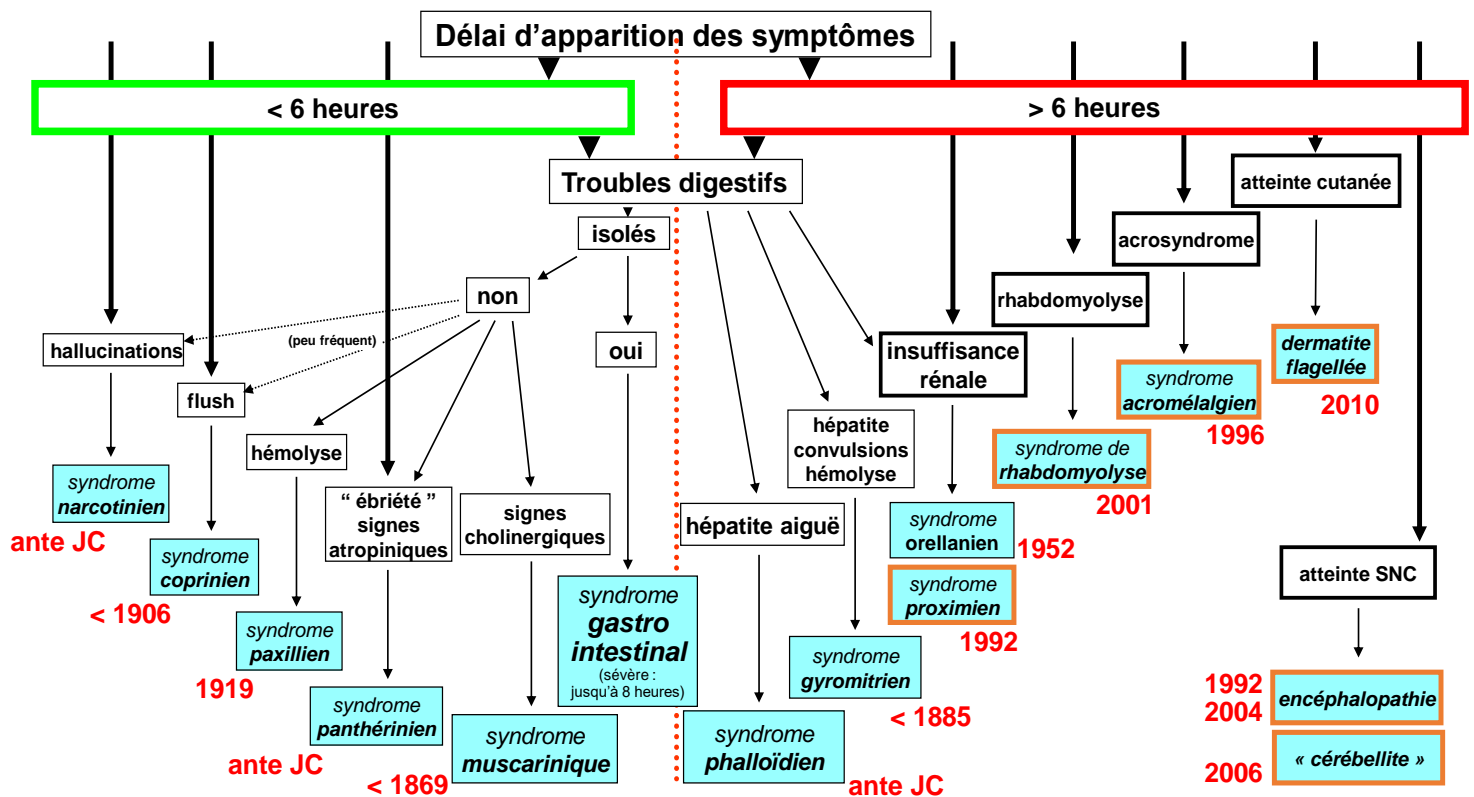 Délai d’apparition des symptômes
< 6 heures
> 6 heures
Troubles digestifs
isolés
non
oui
(peu fréquent)
hallucinations
flush
hémolyse
“ ébriété ”
signes
atropiniques
signes
cholinergiques
syndrome
narcotinien
ante JC
syndrome
coprinien
< 1906
syndrome
paxillien
1919
syndrome
panthérinien
ante JC
syndrome
muscarinique
< 1869
syndrome
gastro
intestinal
(sévère :
jusqu’à 8 heures)
hépatite aiguë
syndrome
phalloïdien
ante JC
hépatite
convulsions
hémolyse
syndrome
gyromitrien
< 1885
insuffisance
rénale
syndrome
orellanien
1952
syndrome
proximien
1992
rhabdomyolyse
syndrome de
rhabdomyolyse
2001
acrosyndrome
syndrome
acromélalgien
1996
atteinte cutanée
dermatite
flagellée
2010
atteinte SNC
1992
2004
encéphalopathie
2006
« cérébellite »